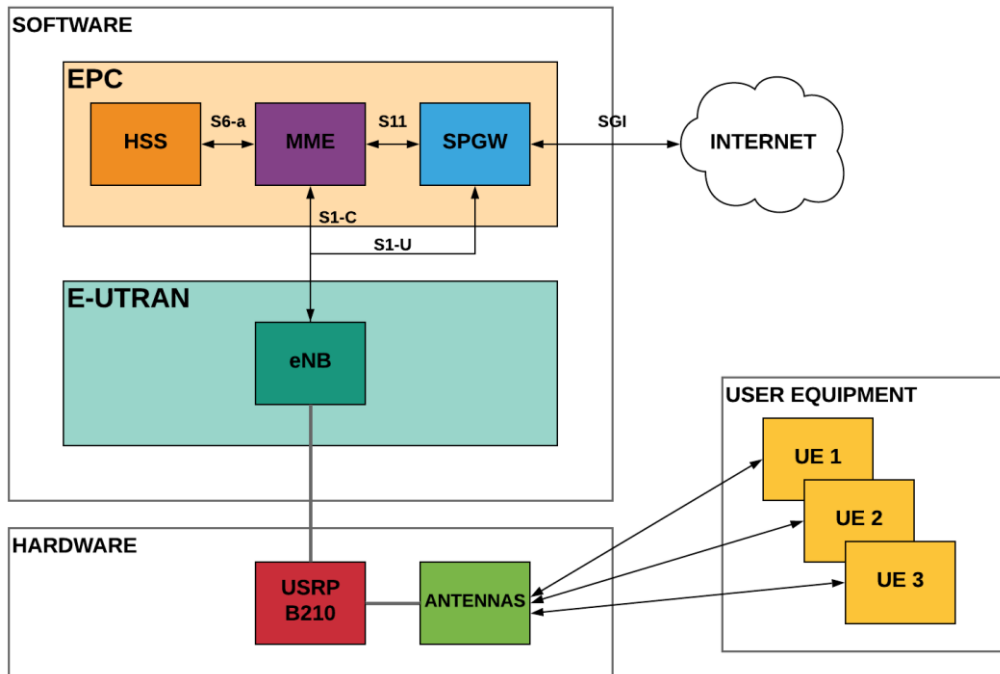 SOFTWARE
EPC
HSS
S6-a
MME
S11
SPGW
SGI
INTERNET
S1-C
S1-U
E-UTRAN
eNB
USER EQUIPMENT
UE 1
UE 2
UE 3
HARDWARE
USRP
B210
ANTENNAS